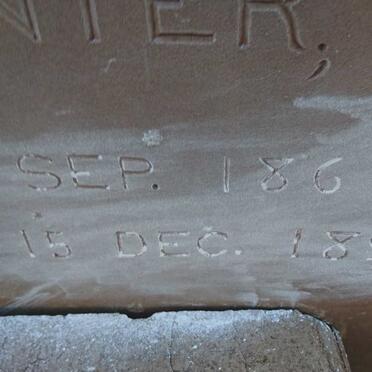 NTER;
SEP. 186
15 DEC. 18